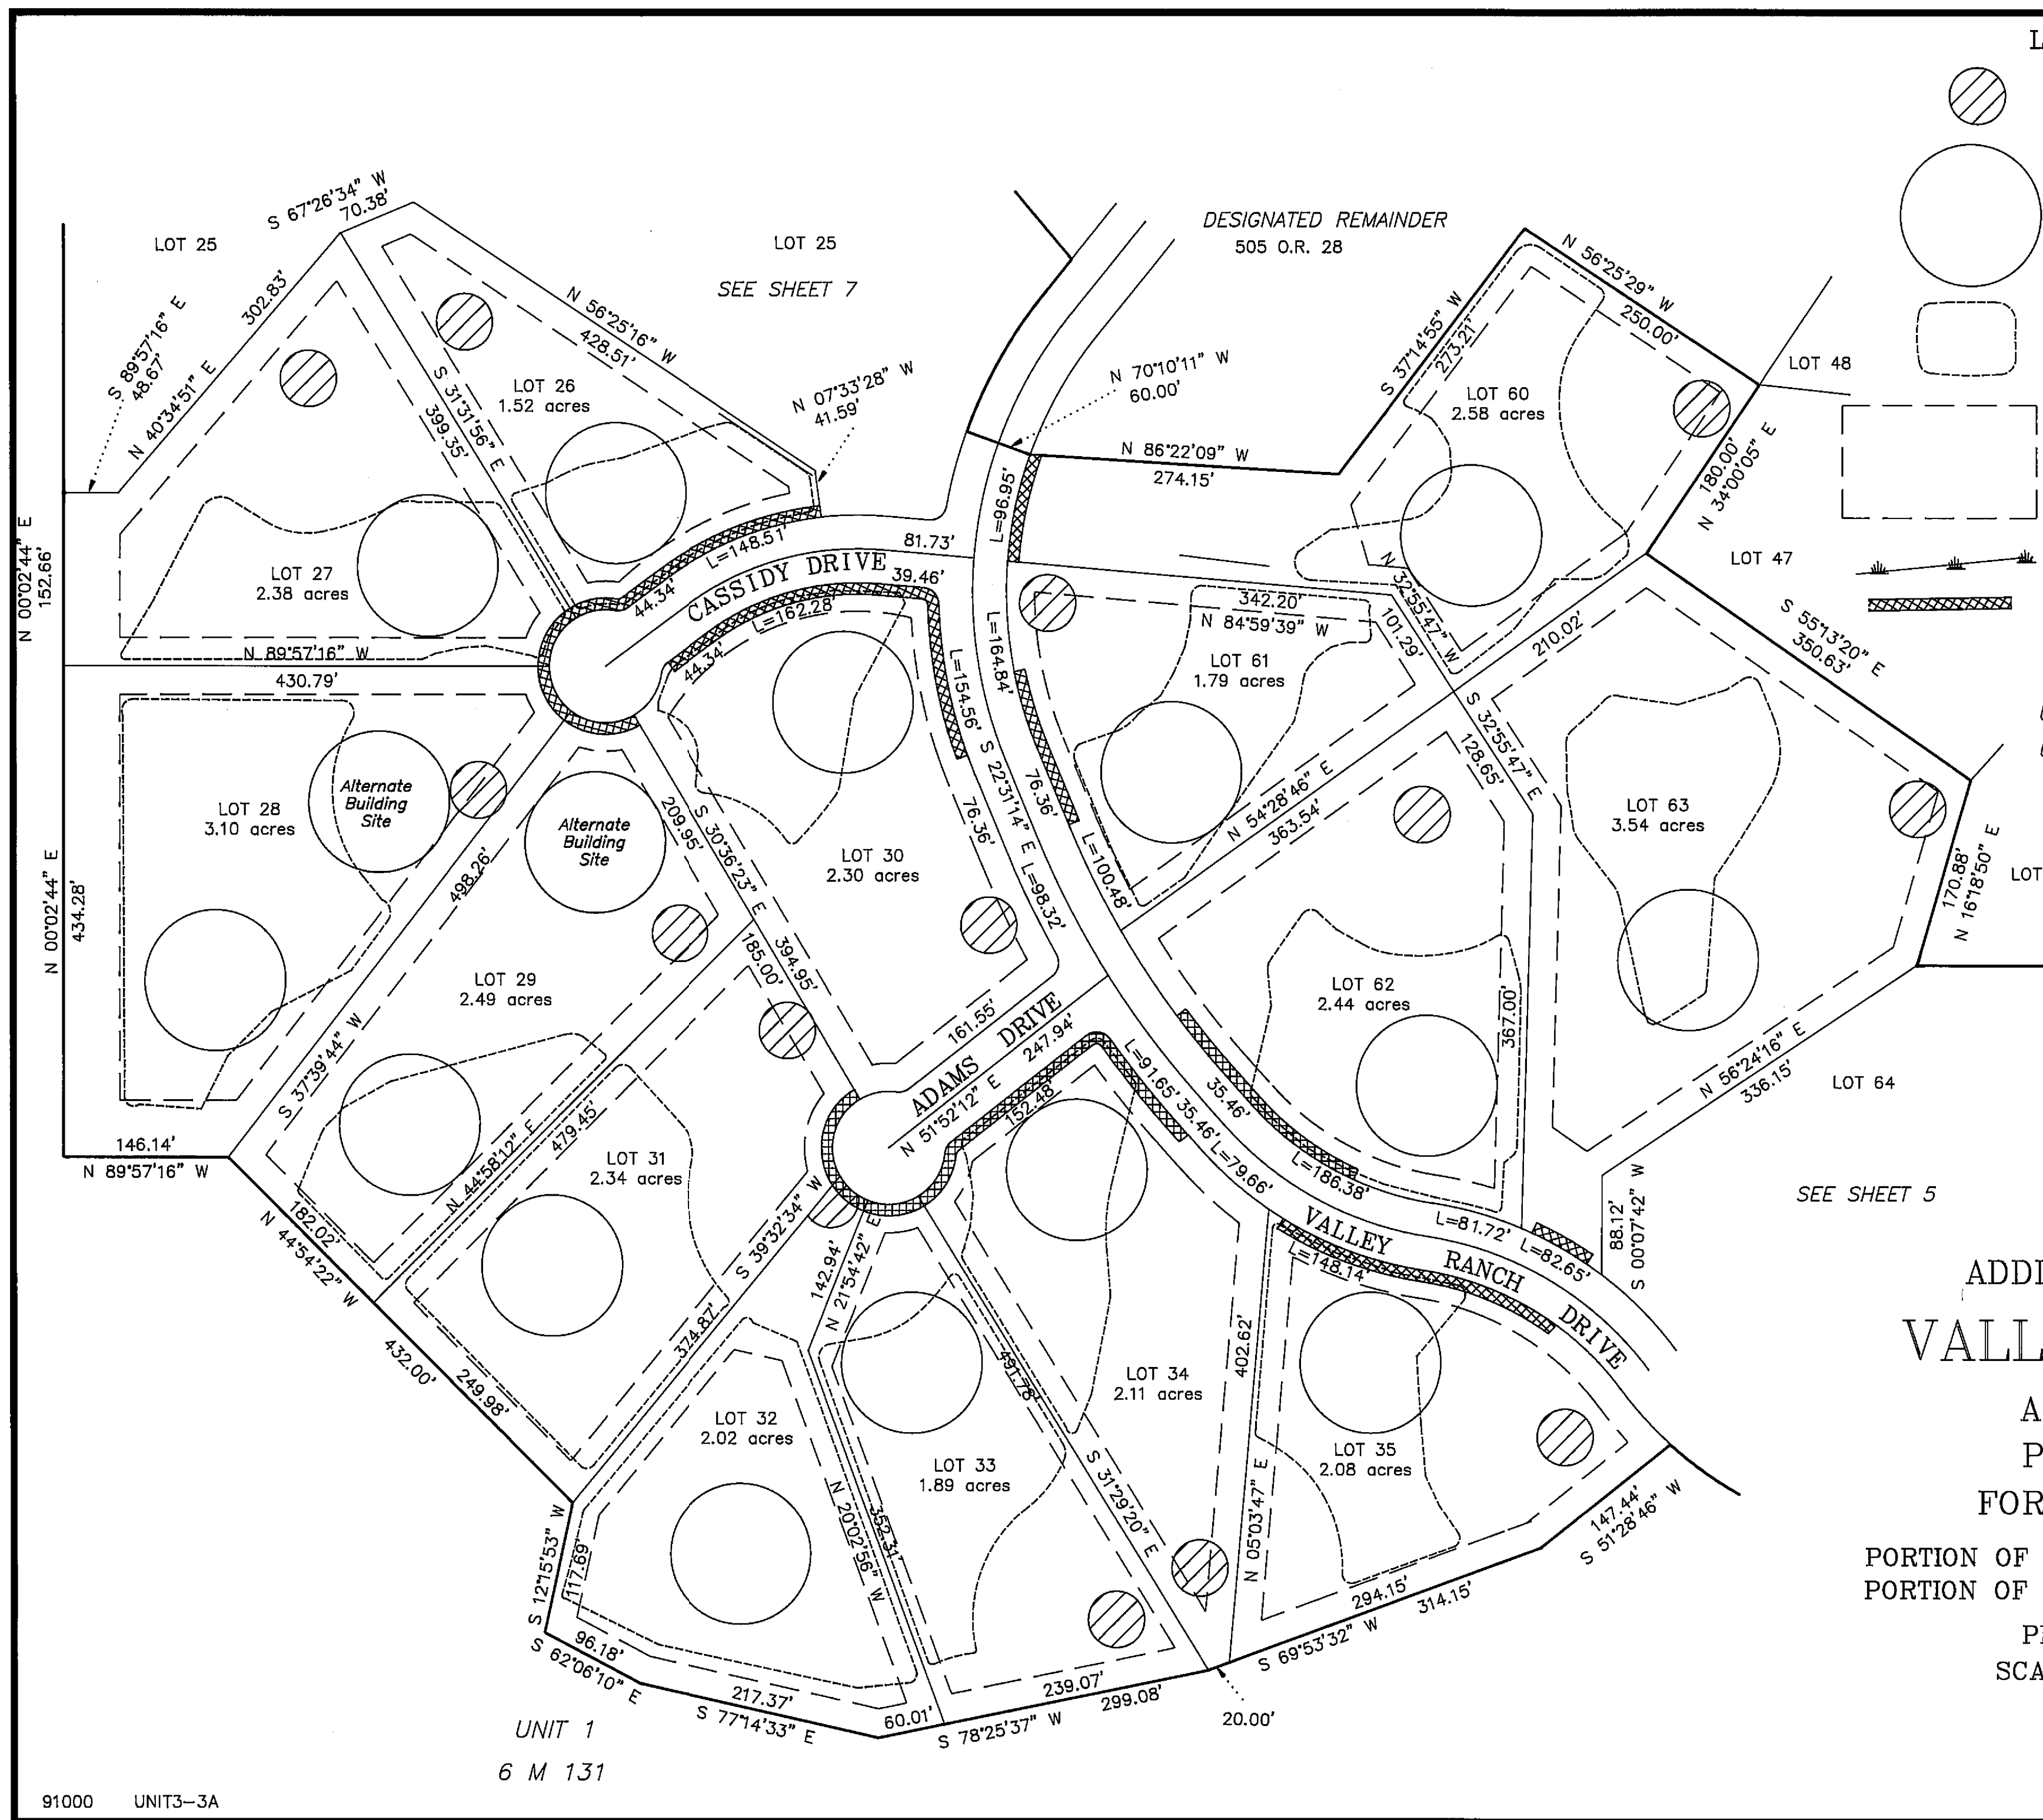 L
S 67°26'34" W
70.38'
LOT 25
LOT 25
SEE SHEET 7
DESIGNATED REMAINDER
505 O.R. 28
N 56°25'29" W
250.00'
S 37°14'55" W
273.21'
LOT 48
302.83'
N 40°34'51" E
S 89°57'16" E
48.67'
N 56°25'16" W
428.51'
LOT 26
1.52 acres
S 31°31'56" E
399.35'
N 07°33'28" W
41.59'
N 70°10'11" W
60.00'
N 86°22'09" W
274.15'
LOT 60
2.58 acres
180.00'
N 34°00'05" E
LOT 47
N 00°02'44" E
152.66'
LOT 27
2.38 acres
L=96.95'
L=148.51'
81.73'
44.34'
CASSIDY DRIVE
39.46'
L=162.28'
44.34'
N 89°57'16" W
430.79'
342.20'
N 84°59'39" W
N 32°55'47" W
101.29'
210.02'
S 55°13'20" E
350.63'
LOT 61
1.79 acres
L=164.84'
L=154.56'
S 22°31'14" E
76.36'
76.36'
L=98.32'
L=100.48'
N 54°28'46" E
363.54'
S 32°55'47" E
128.65'
LOT 63
3.54 acres
Alternate
Building
Site
Alternate
Building
Site
LOT 28
3.10 acres
209.95'
S 30°36'23" E
394.95'
185.00'
LOT 30
2.30 acres
498.26'
S 37°39'44" W
N 00°02'44" E
434.28'
LOT 29
2.49 acres
LOT 62
2.44 acres
367.00'
170.88'
N 16°18'50" E
LOT
161.55'
ADAMS DRIVE
247.94'
N 51°52'12" E
152.48'
L=91.65'
35.46'
35.46'
L=79.66'
L=186.38'
N 56°24'16" E
336.15'
LOT 64
146.14'
N 89°57'16" W
N 44°58'12" E
479.45'
LOT 31
2.34 acres
182.02'
N 44°54'22" W
432.00'
249.98'
S 39°32'34" W
374.87'
142.94'
N 21°54'42" E
88.12'
S 00°07'42" W
SEE SHEET 5
L=81.72'
L=82.65'
VALLEY RANCH DRIVE
L=148.14'
ADDI
VALL
A
P
FOR
PORTION OF
PORTION OF
P
SCA
LOT 32
2.02 acres
LOT 33
1.89 acres
LOT 34
2.11 acres
402.62'
N 05°03'47" E
LOT 35
2.08 acres
491.78'
S 31°29'20" E
N 20°02'56" W
352.31'
147.44'
S 51°28'46" W
S 12°15'53" W
117.69'
96.18'
S 62°06'10" E
217.37'
S 77°14'33" E
60.01'
239.07'
299.08'
S 78°25'37" W
294.15'
314.15'
S 69°53'32" W
20.00'
UNIT 1
6 M 131
91000 UNIT3-3A